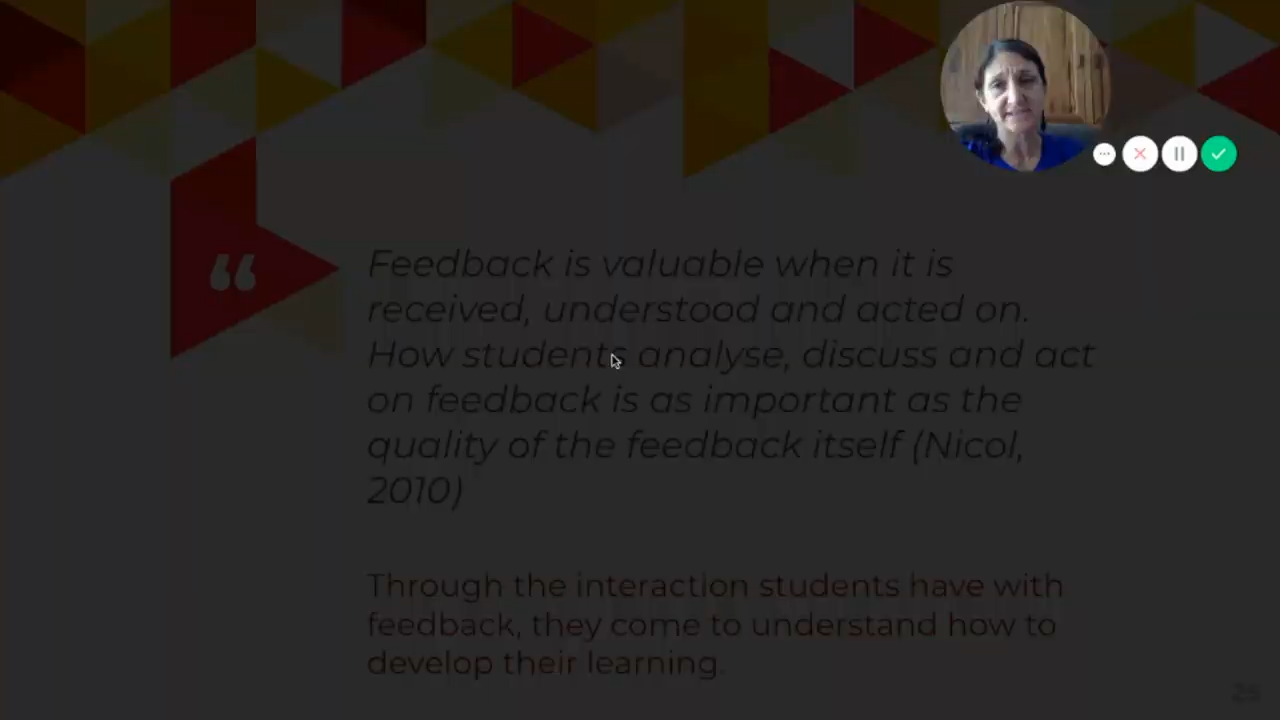 “
Feedback is valuable when it is
received, understood and acted on.
How students analyse, discuss and act
on feedback is as important as the
quality of the feedback itself (Nicol,
2010)
Through the interaction students have with
feedback, they come to understand how to
develop their learning.